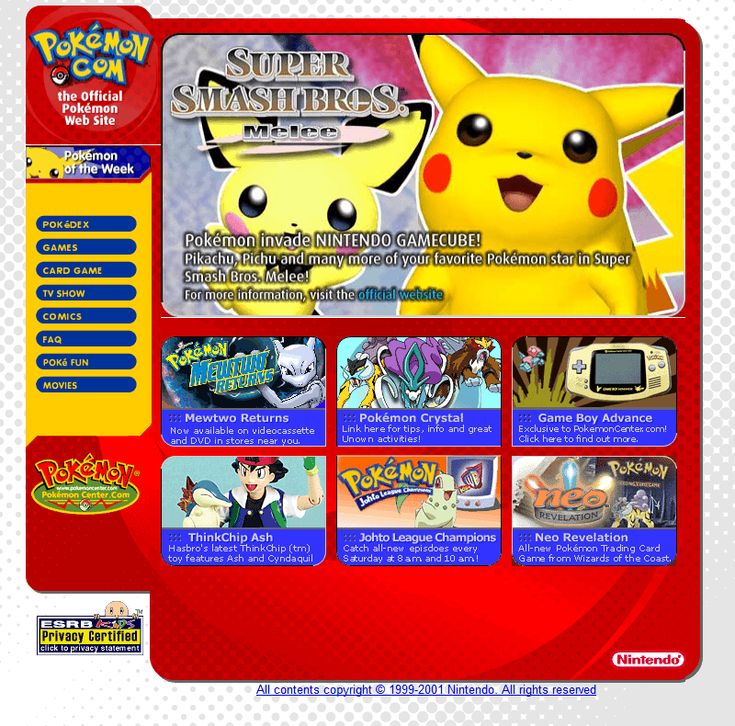 POKéMON
.COM
the Official
Pokémon
Web Site
Pokémon
of the Week
POKéDEX
GAMES
CARD GAME
TV SHOW
COMICS
FAQ
POKé FUN
MOVIES
POKéMON
www.pokemoncenter.com
Pokémon Center.Com
ESRB KIDS
Privacy Certified
click to privacy statement
SUPER
SMASH BROS.
Melee
Pokémon invade NINTENDO GAMECUBE!
Pikachu, Pichu and many more of your favorite Pokémon star in Super
Smash Bros. Melee!
For more information, visit the official website
POKéMON
MEWTWO
RETURNS
::: Mewtwo Returns
Now available on videocassette
and DVD in stores near you.
::: Pokémon Crystal
Link here for tips, info and great
Unown activities!
GAME BOY ADVANCE
::: Game Boy Advance
Exclusive to PokemonCenter.com!
Click here to find out more.
::: ThinkChip Ash
Hasbro's latest ThinkChip (tm)
toy features Ash and Cyndaquil
POKéMON
Johto League Champions
::: Johto League Champions
Catch all-new episdoes every
Saturday at 8 a.m. and 10 a.m.!
neo
REVELATION
POKéMON
TRADING CARD GAME
::: Neo Revelation
All-new Pokémon Trading Card
Game from Wizards of the Coast.
Nintendo
All contents copyright © 1999-2001 Nintendo. All rights reserved